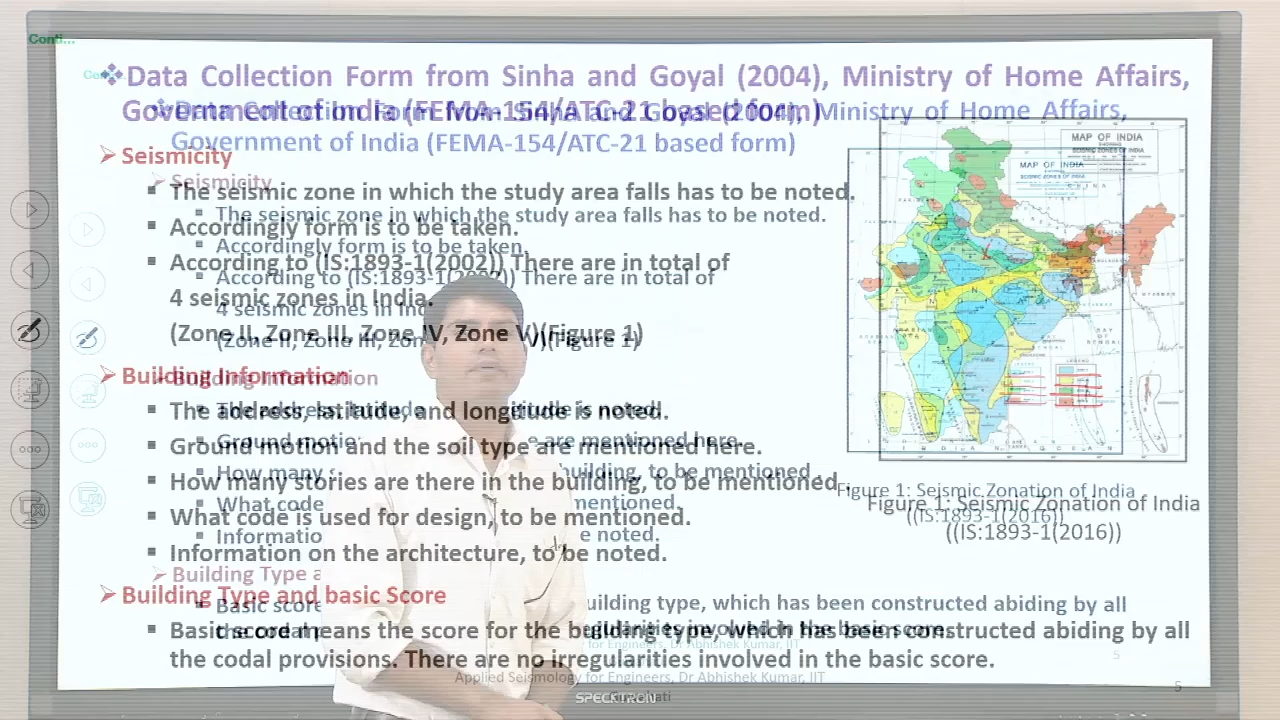 Conti...
❖Data Collection Form from Sinha and Goyal (2004), Ministry of Home Affairs,
Government of India (FEMA-154/ATC-21 based form)
➢ Seismicity
▪ The seismic zone in which the study area falls has to be noted.
▪ Accordingly form is to be taken.
▪ According to (IS:1893-1(2002)) There are in total of
4 seismic zones in India.
(Zone II, Zone III, Zone IV, Zone V)(Figure 1)
➢ Building Information
▪ The address, latitude, and longitude is noted.
▪ Ground motion and the soil type are mentioned here.
▪ How many stories are there in the building, to be mentioned.
▪ What code is used for design, to be mentioned.
▪ Information on the architecture, to be noted.
➢ Building Type and basic Score
▪ Basic score means the score for the building type, which has been constructed abiding by all
the codal provisions. There are no irregularities involved in the basic score.
MAP OF INDIA
SEISMIC ZONES OF INDIA
Figure 1: Seismic Zonation of India
((IS:1893-1(2016))
Applied Seismology for Engineers, Dr Abhishek Kumar, IIT
5
SPECKTRON